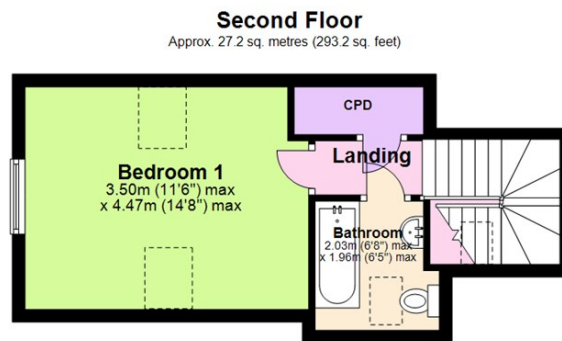 Second Floor
Approx. 27.2 sq. metres (293.2 sq. feet)
CPD
Landing
Bedroom 1
3.50m (11'6") max
x 4.47m (14'8") max
Bathroom
2.03m (6'8") max
x 1.96m (6'5") max